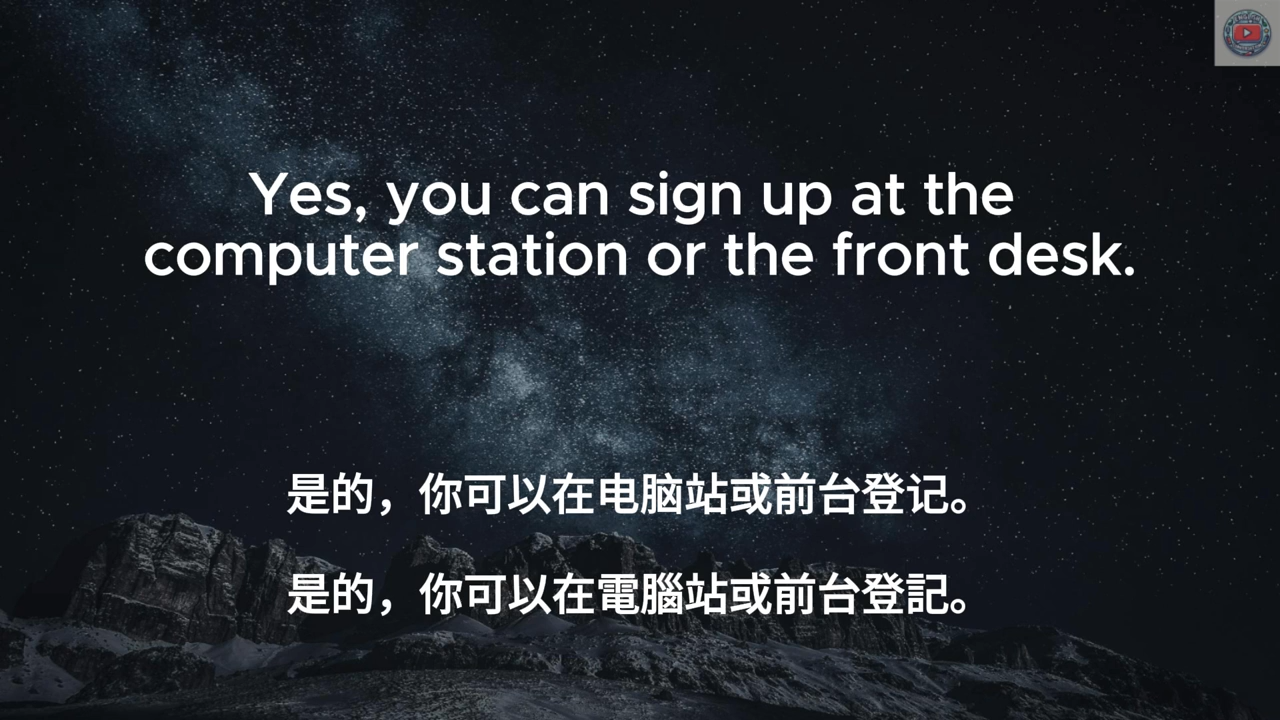 Yes, you can sign up at the
computer station or the front desk.
是的，你可以在电脑站或前台登记。
是的，你可以在電腦站或前台登記。